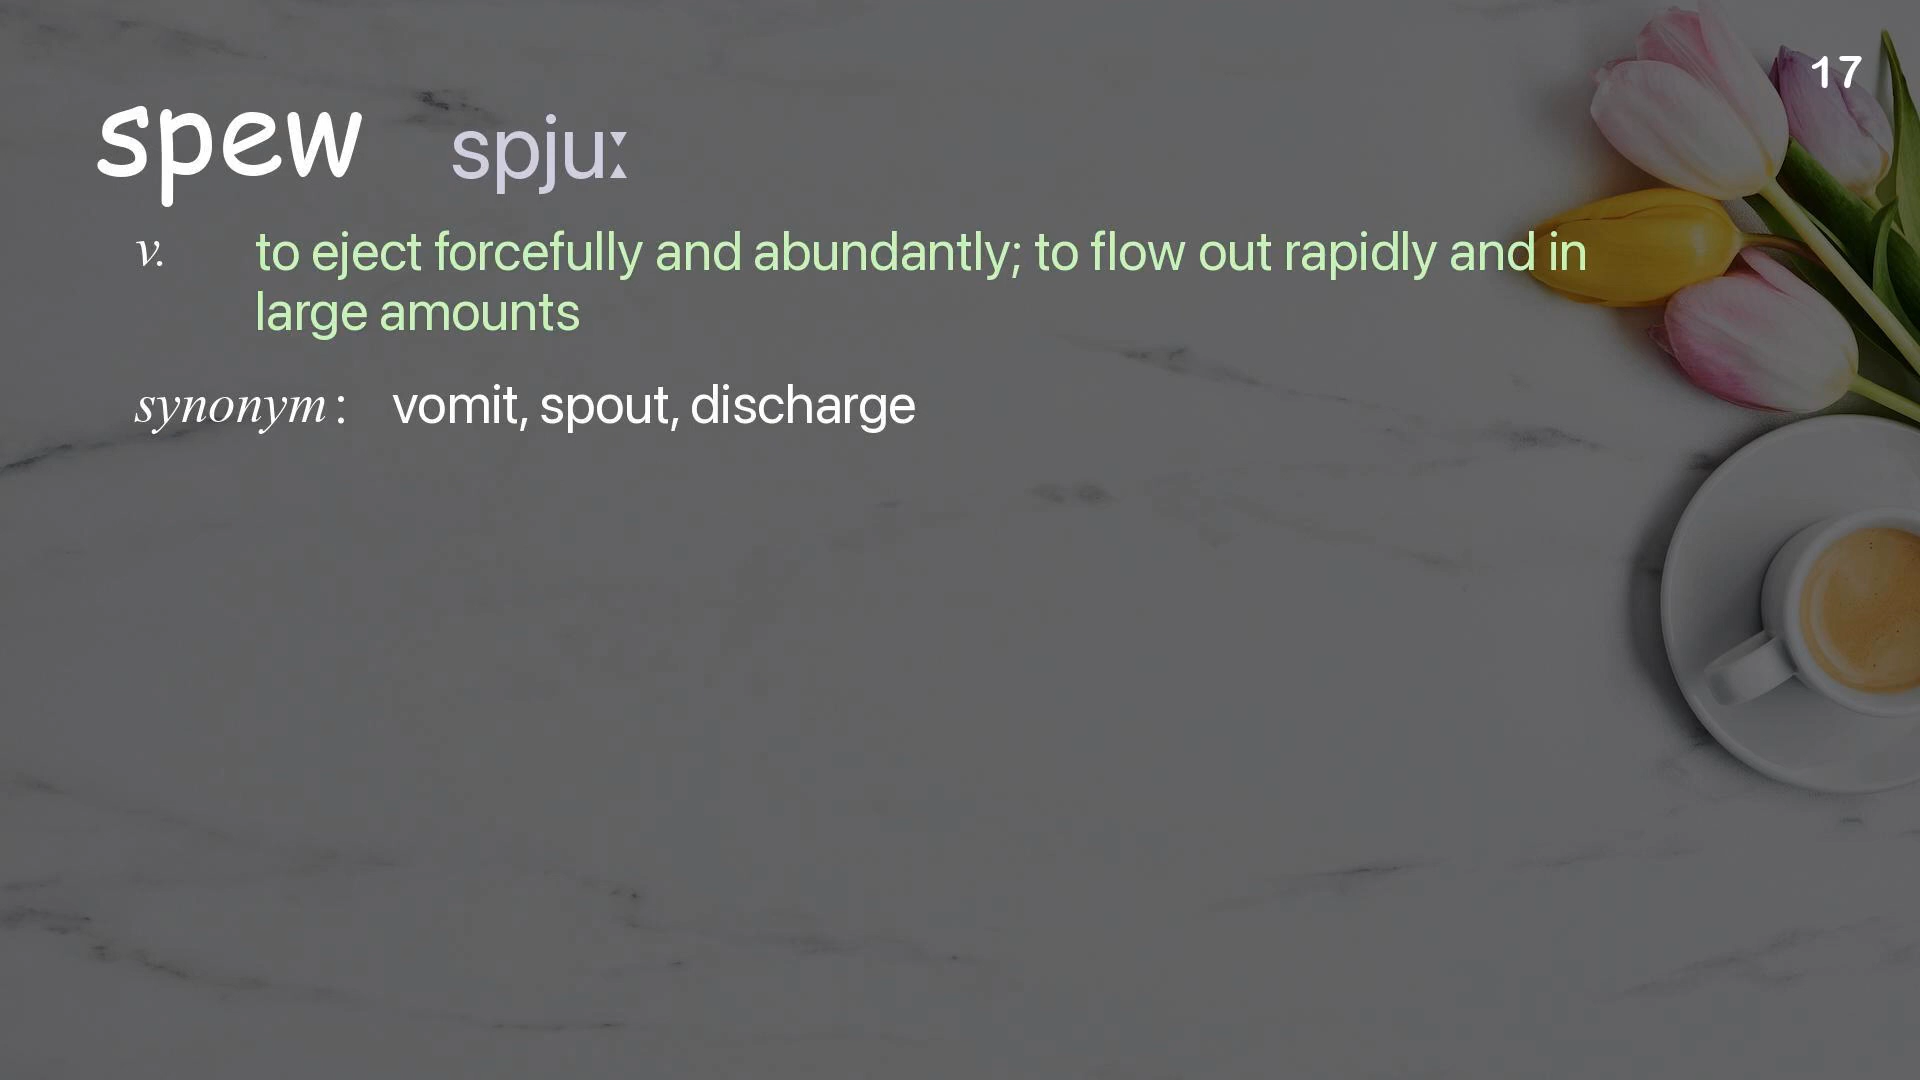 17
spew spjuː
v. to eject forcefully and abundantly; to flow out rapidly and in
large amounts
synonym: vomit, spout, discharge